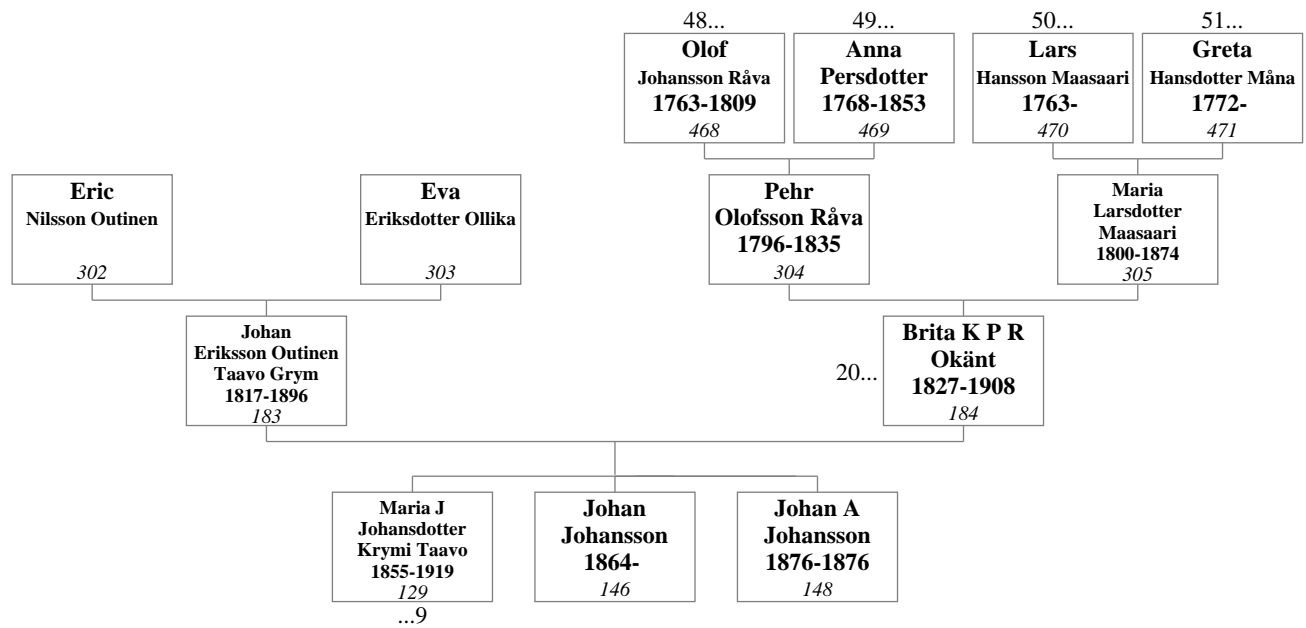 48...
Olof
Johansson Råva
1763-1809
468
49...
Anna
Persdotter
1768-1853
469
50...
Lars
Hansson Maasaari
1763-
470
51...
Greta
Hansdotter Måna
1772-
471
Eric
Nilsson Outinen
302
Eva
Eriksdotter Ollika
303
Pehr
Olofsson Råva
1796-1835
304
Maria
Larsdotter
Maasaari
1800-1874
305
Johan
Eriksson Outinen
Taavo Grym
1817-1896
183
20...
Brita K P R
Okänt
1827-1908
184
Maria J
Johansdotter
Krymi Taavo
1855-1919
129
...9
Johan
Johansson
1864-
146
Johan A
Johansson
1876-1876
148